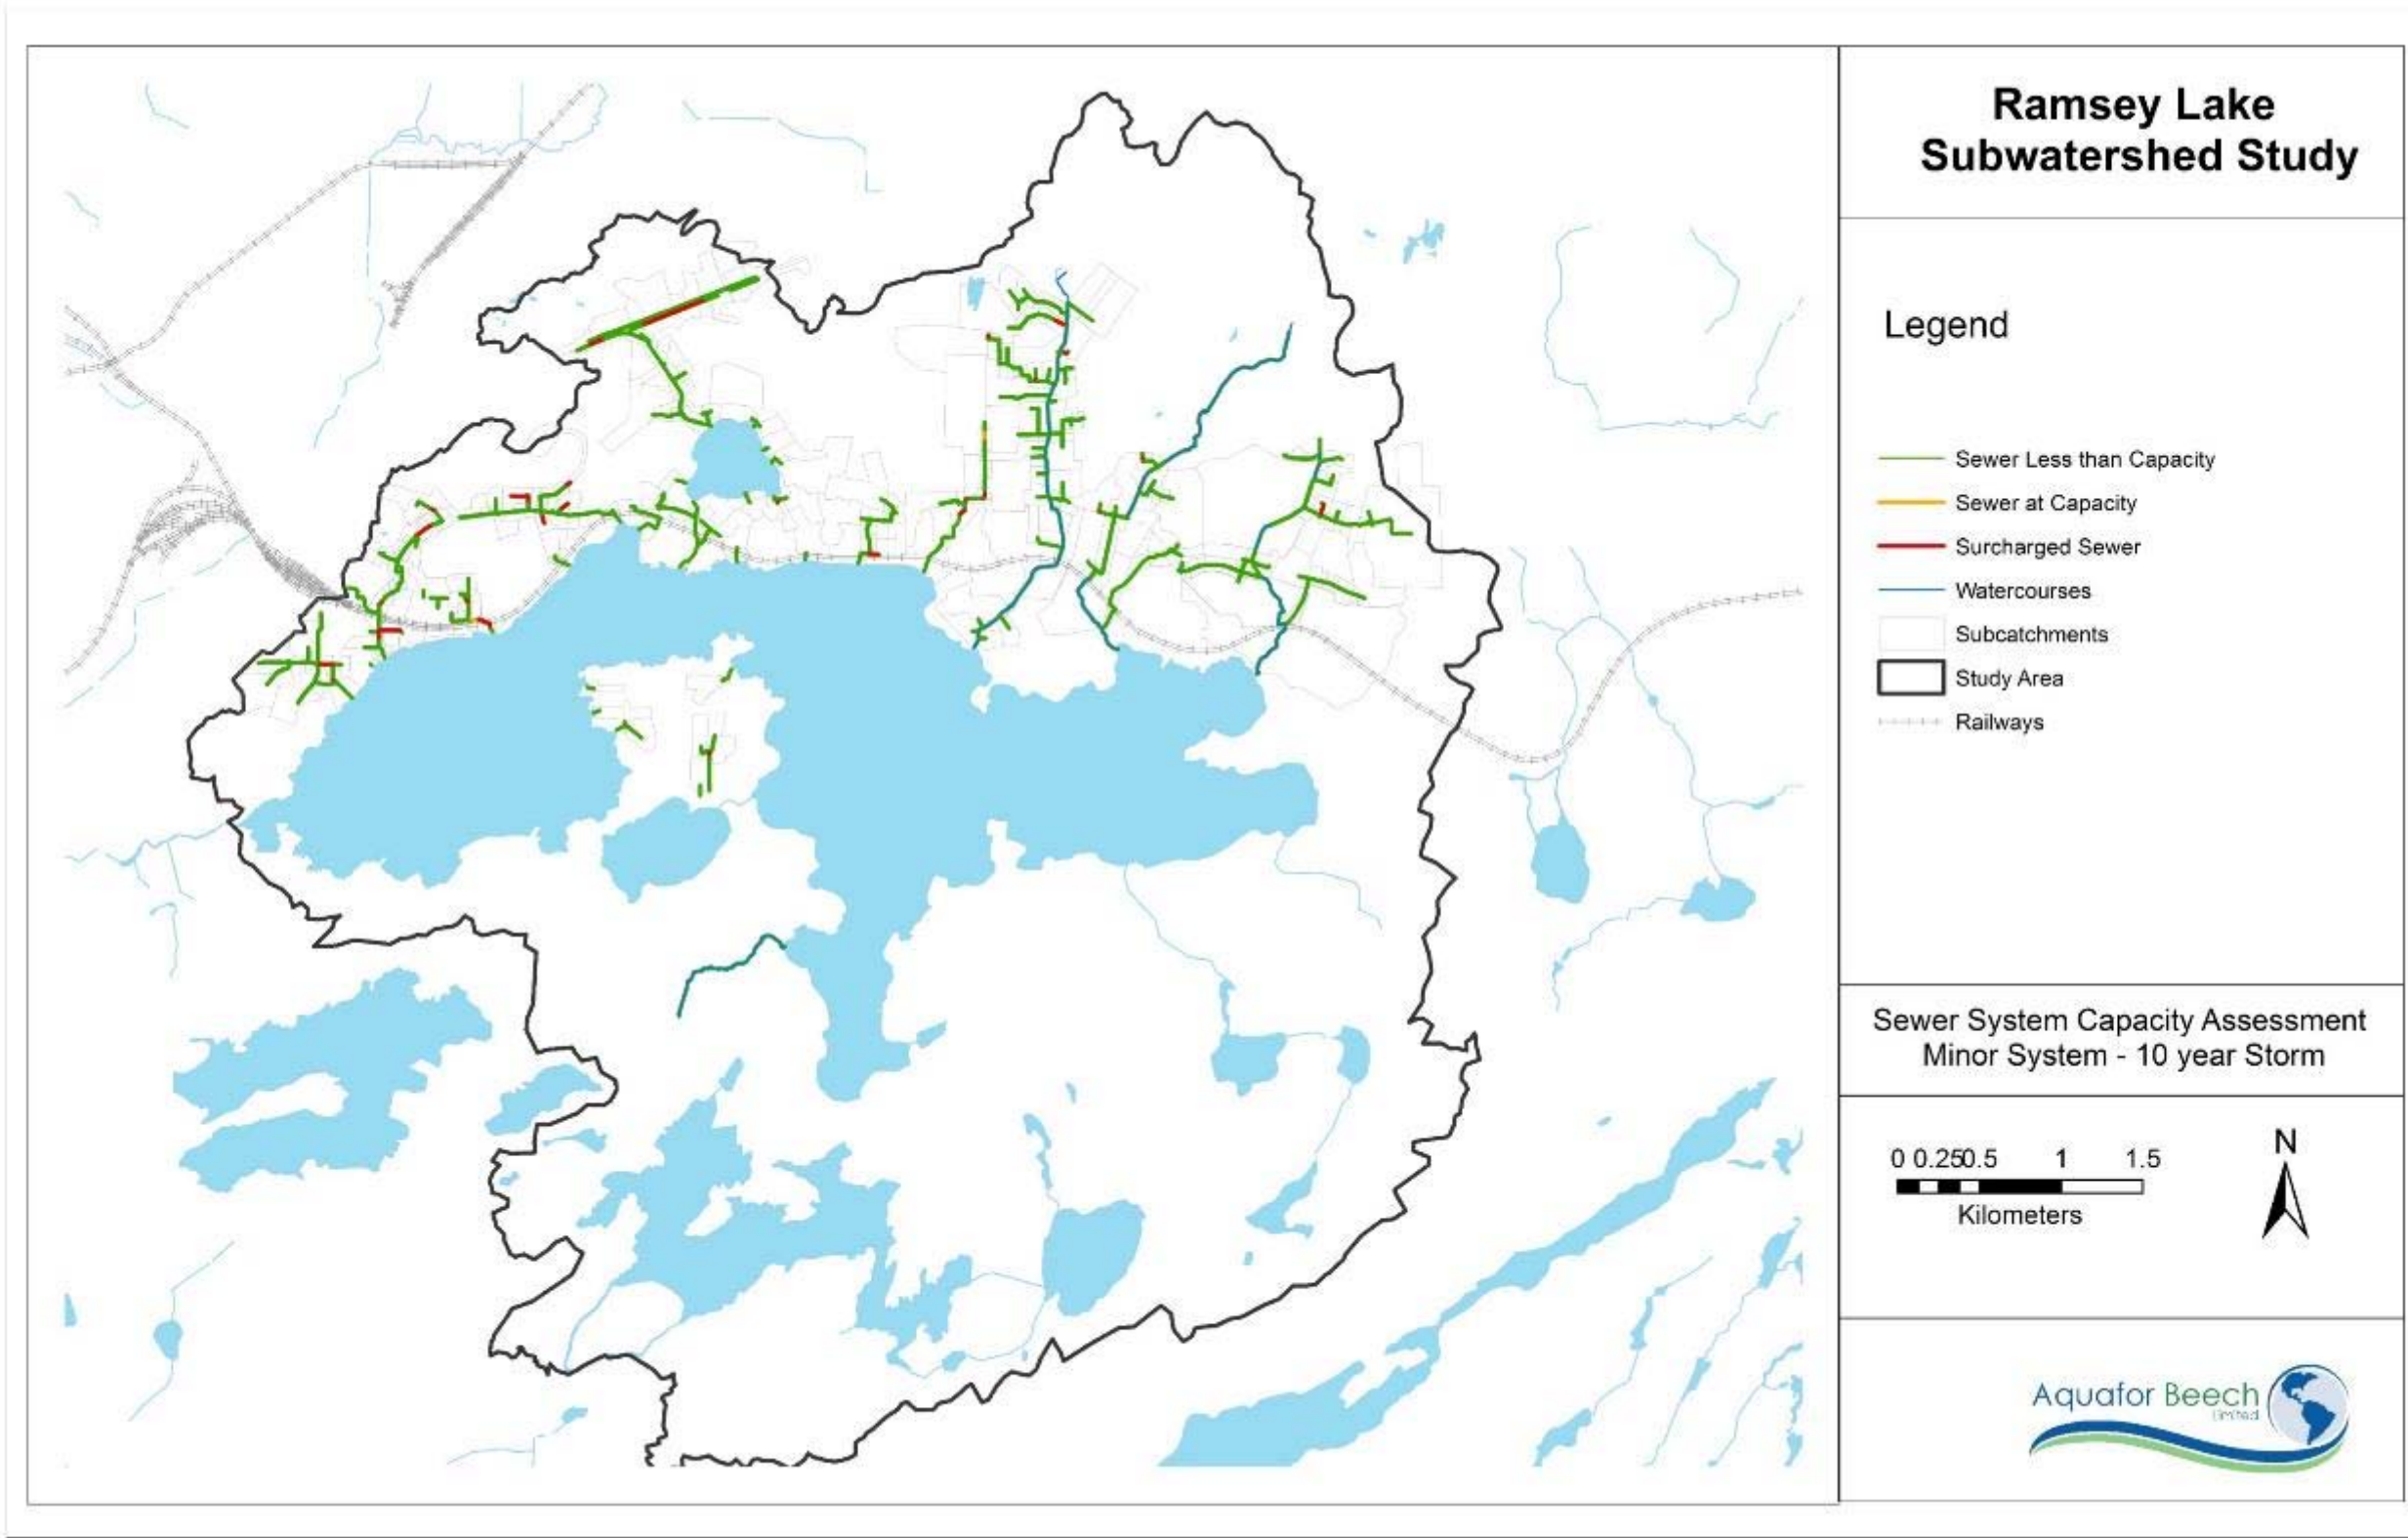 Ramsey Lake
Subwatershed Study
Legend
Sewer Less than Capacity
Sewer at Capacity
Surcharged Sewer
Watercourses
Subcatchments
Study Area
Railways
Sewer System Capacity Assessment
Minor System - 10 year Storm
0 0.250.5 1 1.5
Kilometers
N
Aquafor Beech
Limited